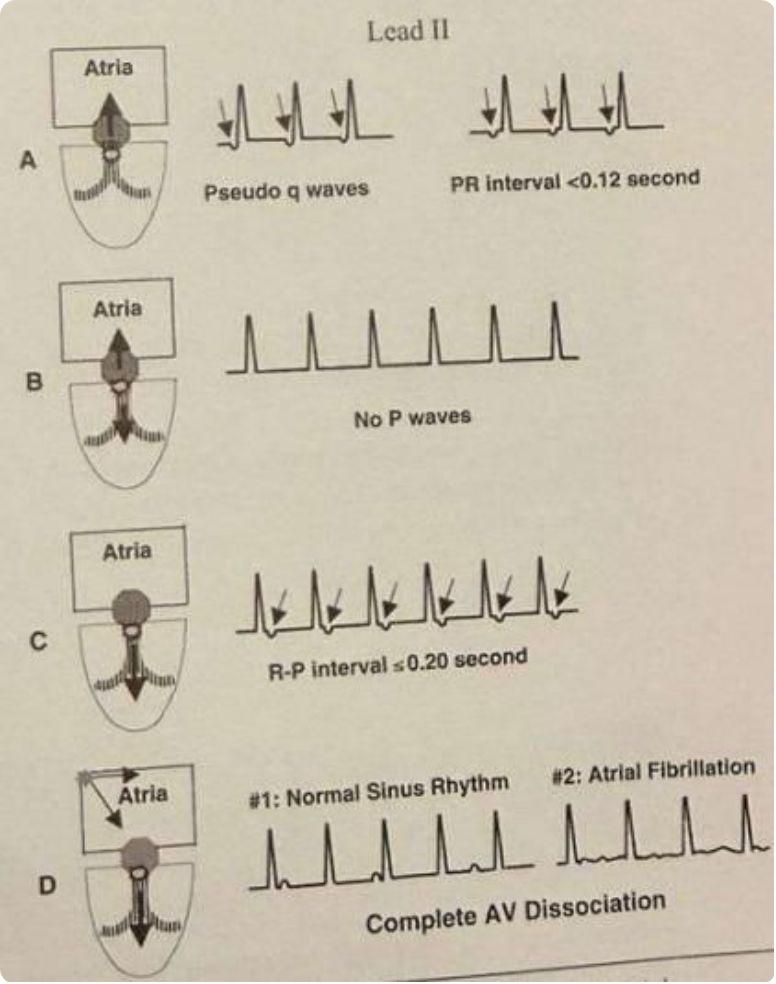 Lead II
Atria
A
Pseudo q waves
PR interval <0.12 second
Atria
B
No P waves
Atria
C
R-P interval ≤0.20 second
#1: Normal Sinus Rhythm
#2: Atrial Fibrillation
Atria
D
Complete AV Dissociation